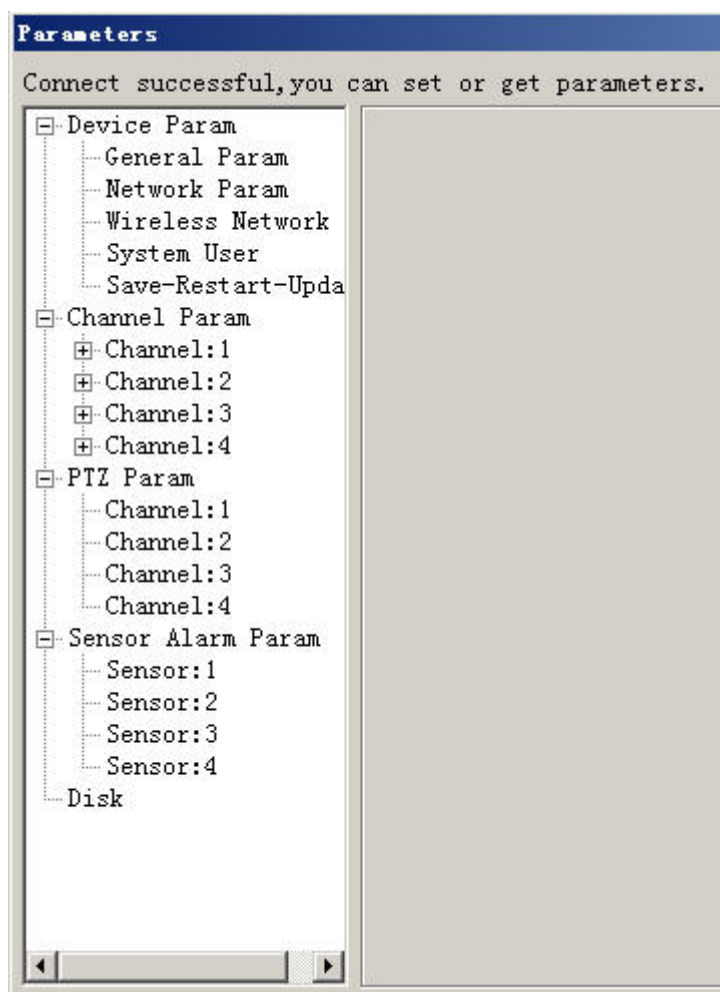 Parameters
Connect successful,you can set or get parameters.
Device Param
General Param
Network Param
Wireless Network
System User
Save-Restart-Upda
Channel Param
Channel:1
Channel:2
Channel:3
Channel:4
PTZ Param
Channel:1
Channel:2
Channel:3
Channel:4
Sensor Alarm Param
Sensor:1
Sensor:2
Sensor:3
Sensor:4
Disk